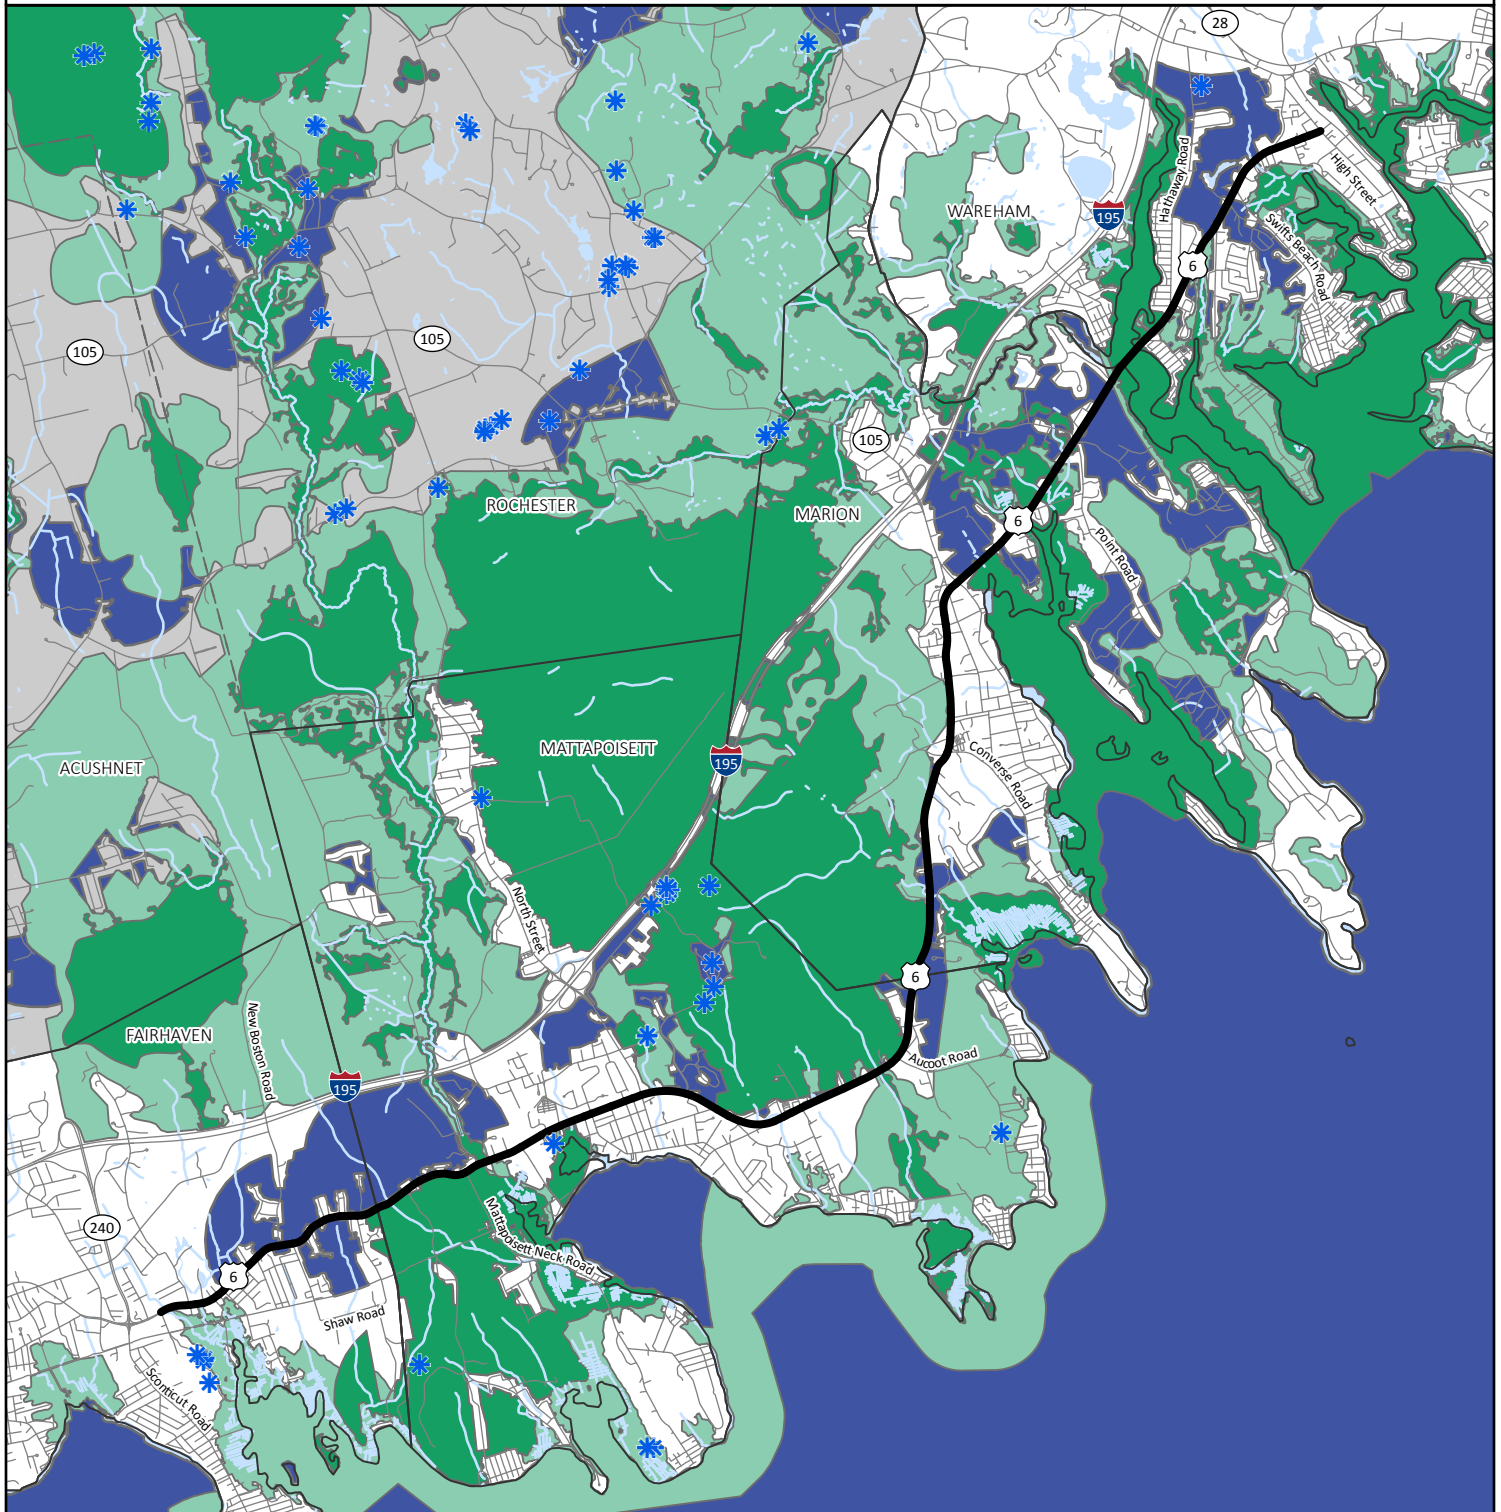 28
High Street
Hathaway Road
WAREHAM
195
Swifts Beach Road
6
105
105
105
ROCHESTER
MARION
6
Point Road
MATTAPOISETT
195
ACUSHNET
Converse Road
North Street
6
New Boston Road
FAIRHAVEN
Aucoot Road
195
240
Mattapoisett Neck Road
6
Shaw Road
Sconticut Road